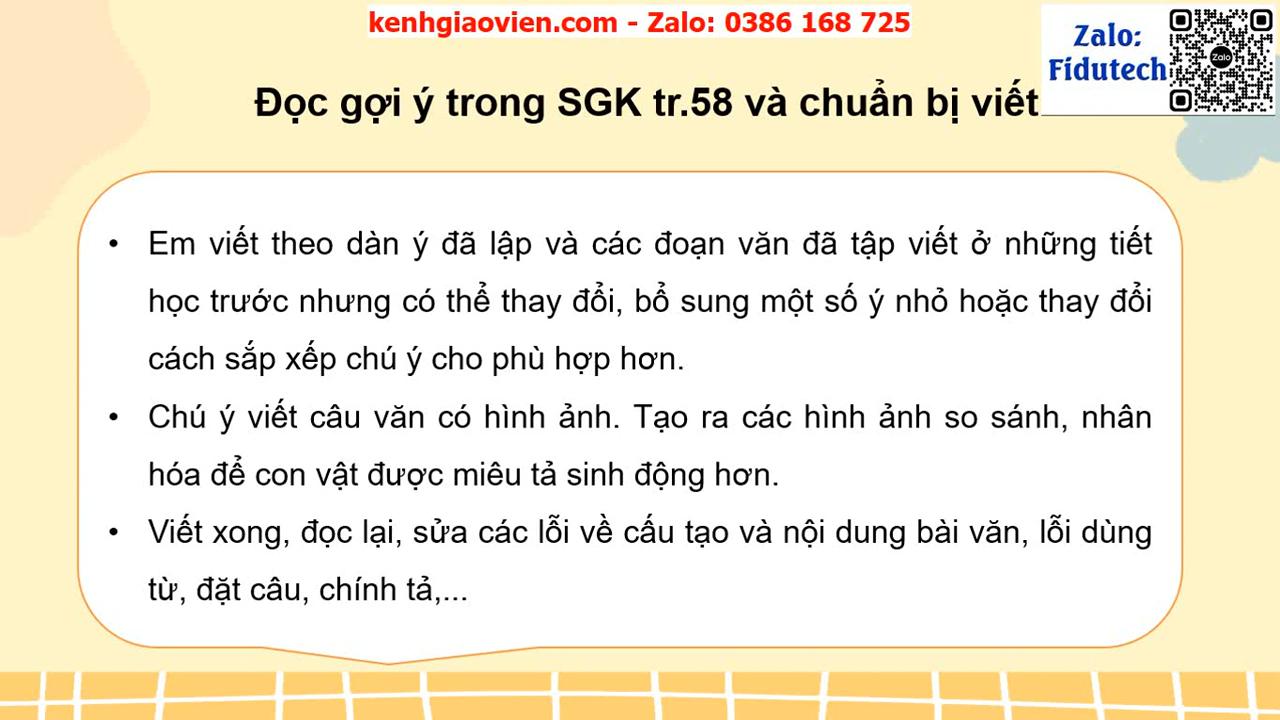 kenhgiaovien.com - Zalo: 0386 168 725
Zalo:
Fidutech
Zalo
Đọc gợi ý trong SGK tr.58 và chuẩn bị viết
• Em viết theo dàn ý đã lập và các đoạn văn đã tập viết ở những tiết
học trước nhưng có thể thay đổi, bổ sung một số ý nhỏ hoặc thay đổi
cách sắp xếp chú ý cho phù hợp hơn.
• Chú ý viết câu văn có hình ảnh. Tạo ra các hình ảnh so sánh, nhân
hóa để con vật được miêu tả sinh động hơn.
• Viết xong, đọc lại, sửa các lỗi về cấu tạo và nội dung bài văn, lỗi dùng
từ, đặt câu, chính tả,...